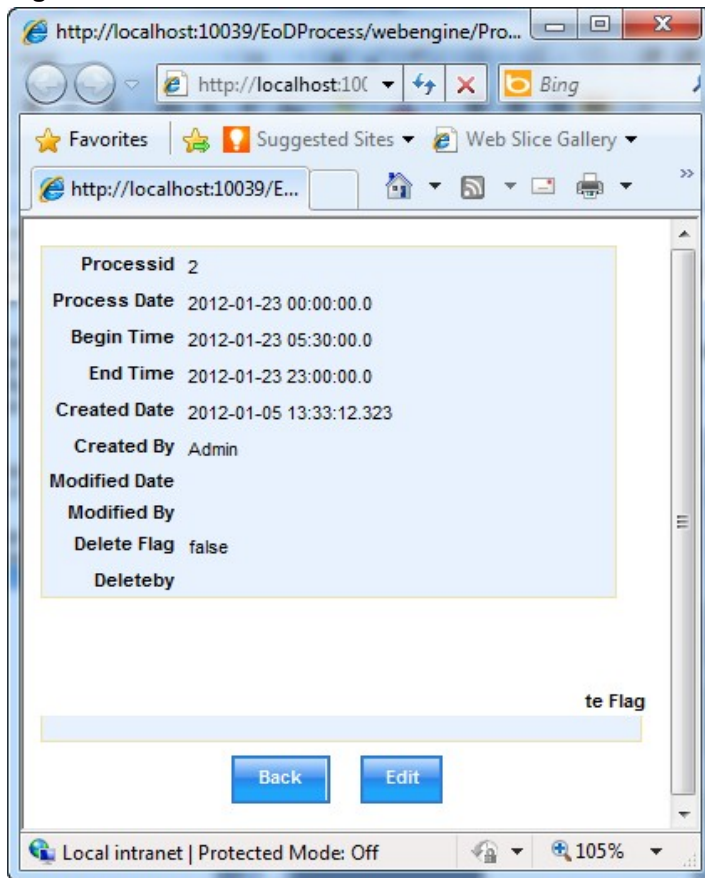 http://localhost:10039/EoDProcess/webengine/Pro...
http://localhost:10(
Bing
Favorites
Suggested Sites
Web Slice Gallery
http://localhost:10039/E...
Processid 2
Process Date 2012-01-23 00:00:00.0
Begin Time 2012-01-23 05:30:00.0
End Time 2012-01-23 23:00:00.0
Created Date 2012-01-05 13:33:12.323
Created By Admin
Modified Date
Modified By
Delete Flag false
Deleteby
te Flag
Back Edit
Local intranet | Protected Mode: Off 105%